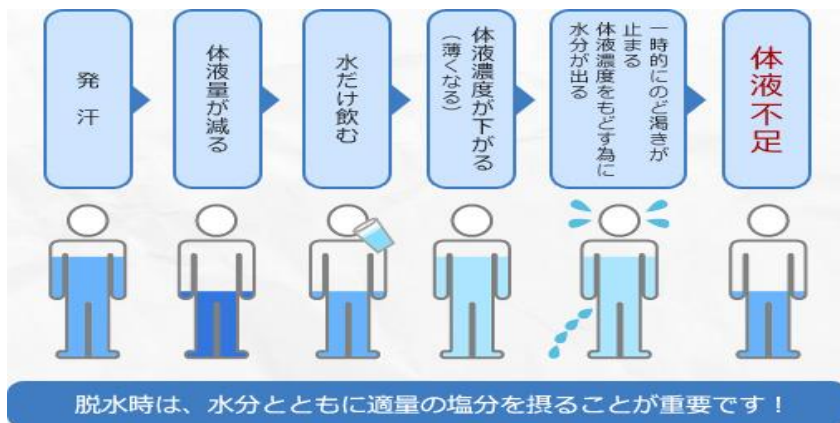 発汗
体液量が減る
水だけ飲む
体液濃度が下がる
(薄くなる)
一時的にのど渇きが
止まる
体液濃度をもどす為に
水分が出る
体液不足
脱水時は、水分とともに適量の塩分を摂ることが重要です！